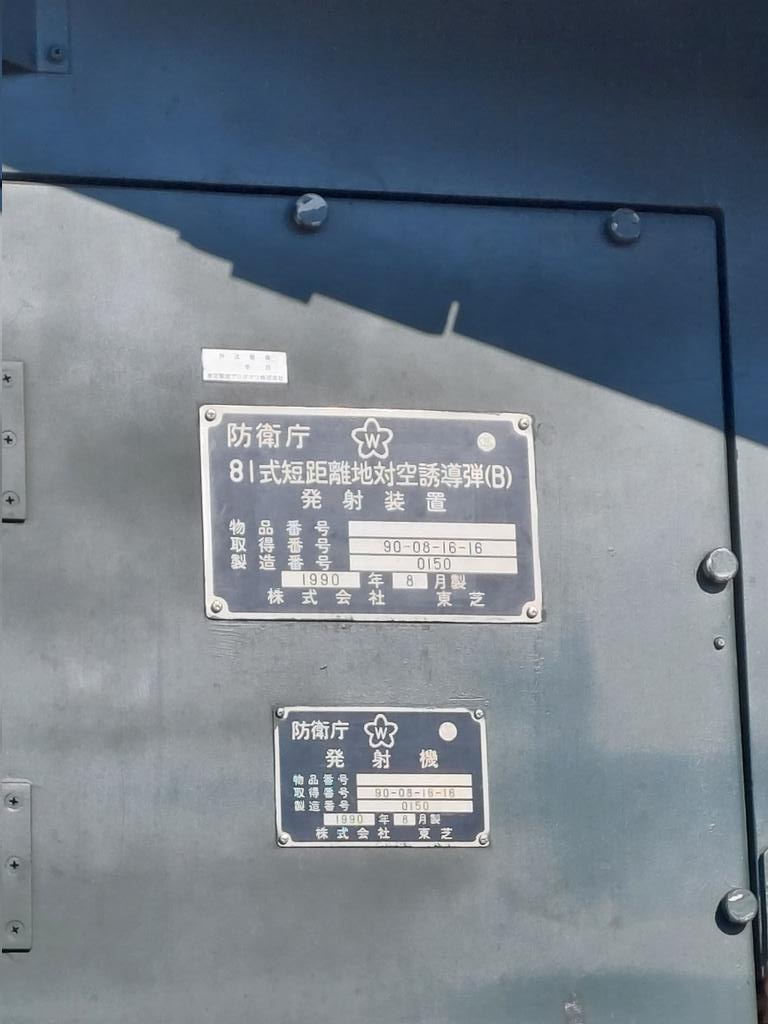 防衛庁 W
81式短距離地対空誘導弾(B)
発射装置
物品番号
取得番号 90-08-16-16
製造番号 0150
1990 年 8 月製
株式会社 東芝
防衛庁 W
発射機
物品番号
取得番号 90-08-16-16
製造番号 0150
1990 年 8 月製
株式会社 東芝